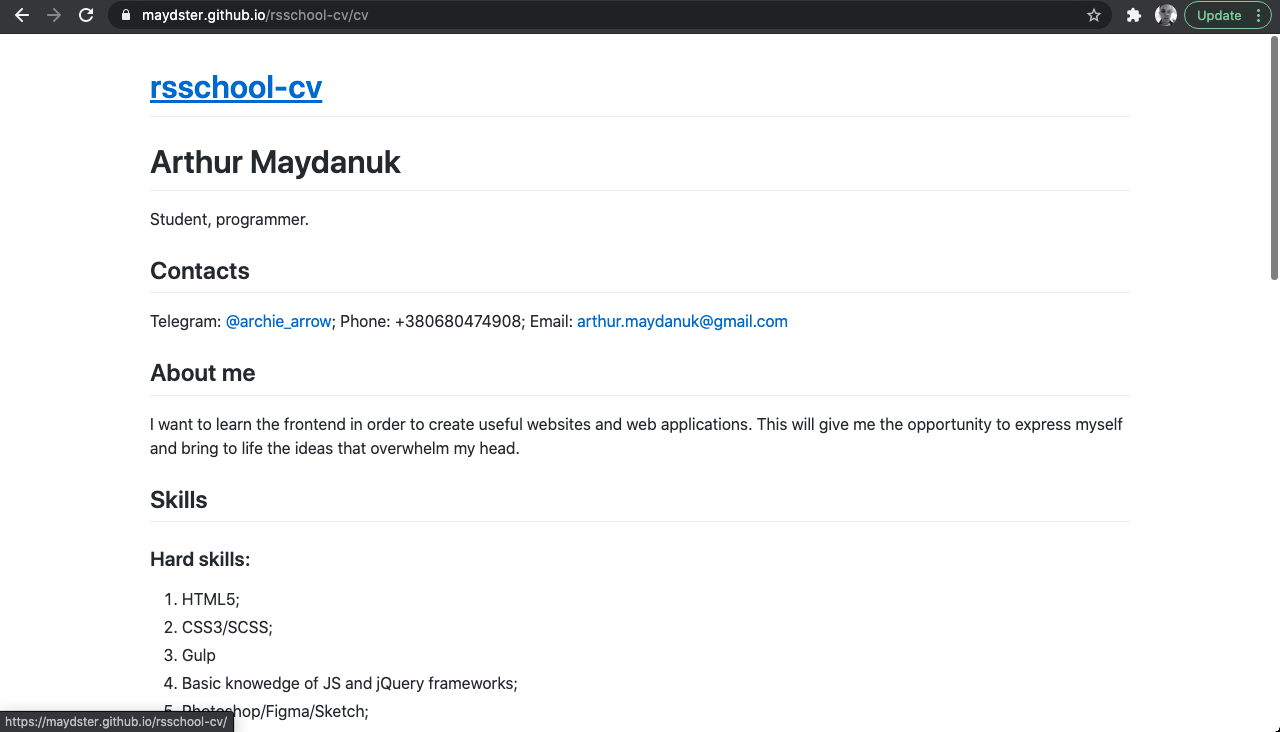 maydster.github.io/rsschool-cv/cv
Update
rsschool-cv
Arthur Maydanuk
Student, programmer.
Contacts
Telegram: @archie_arrow; Phone: +380680474908; Email: arthur.maydanuk@gmail.com
About me
I want to learn the frontend in order to create useful websites and web applications. This will give me the opportunity to express myself
and bring to life the ideas that overwhelm my head.
Skills
Hard skills:
1. HTML5;
2. CSS3/SCSS;
3. Gulp
4. Basic knowedge of JS and jQuery frameworks;
5. Photoshop/Figma/Sketch;
https://maydster.github.io/rsschool-cv/